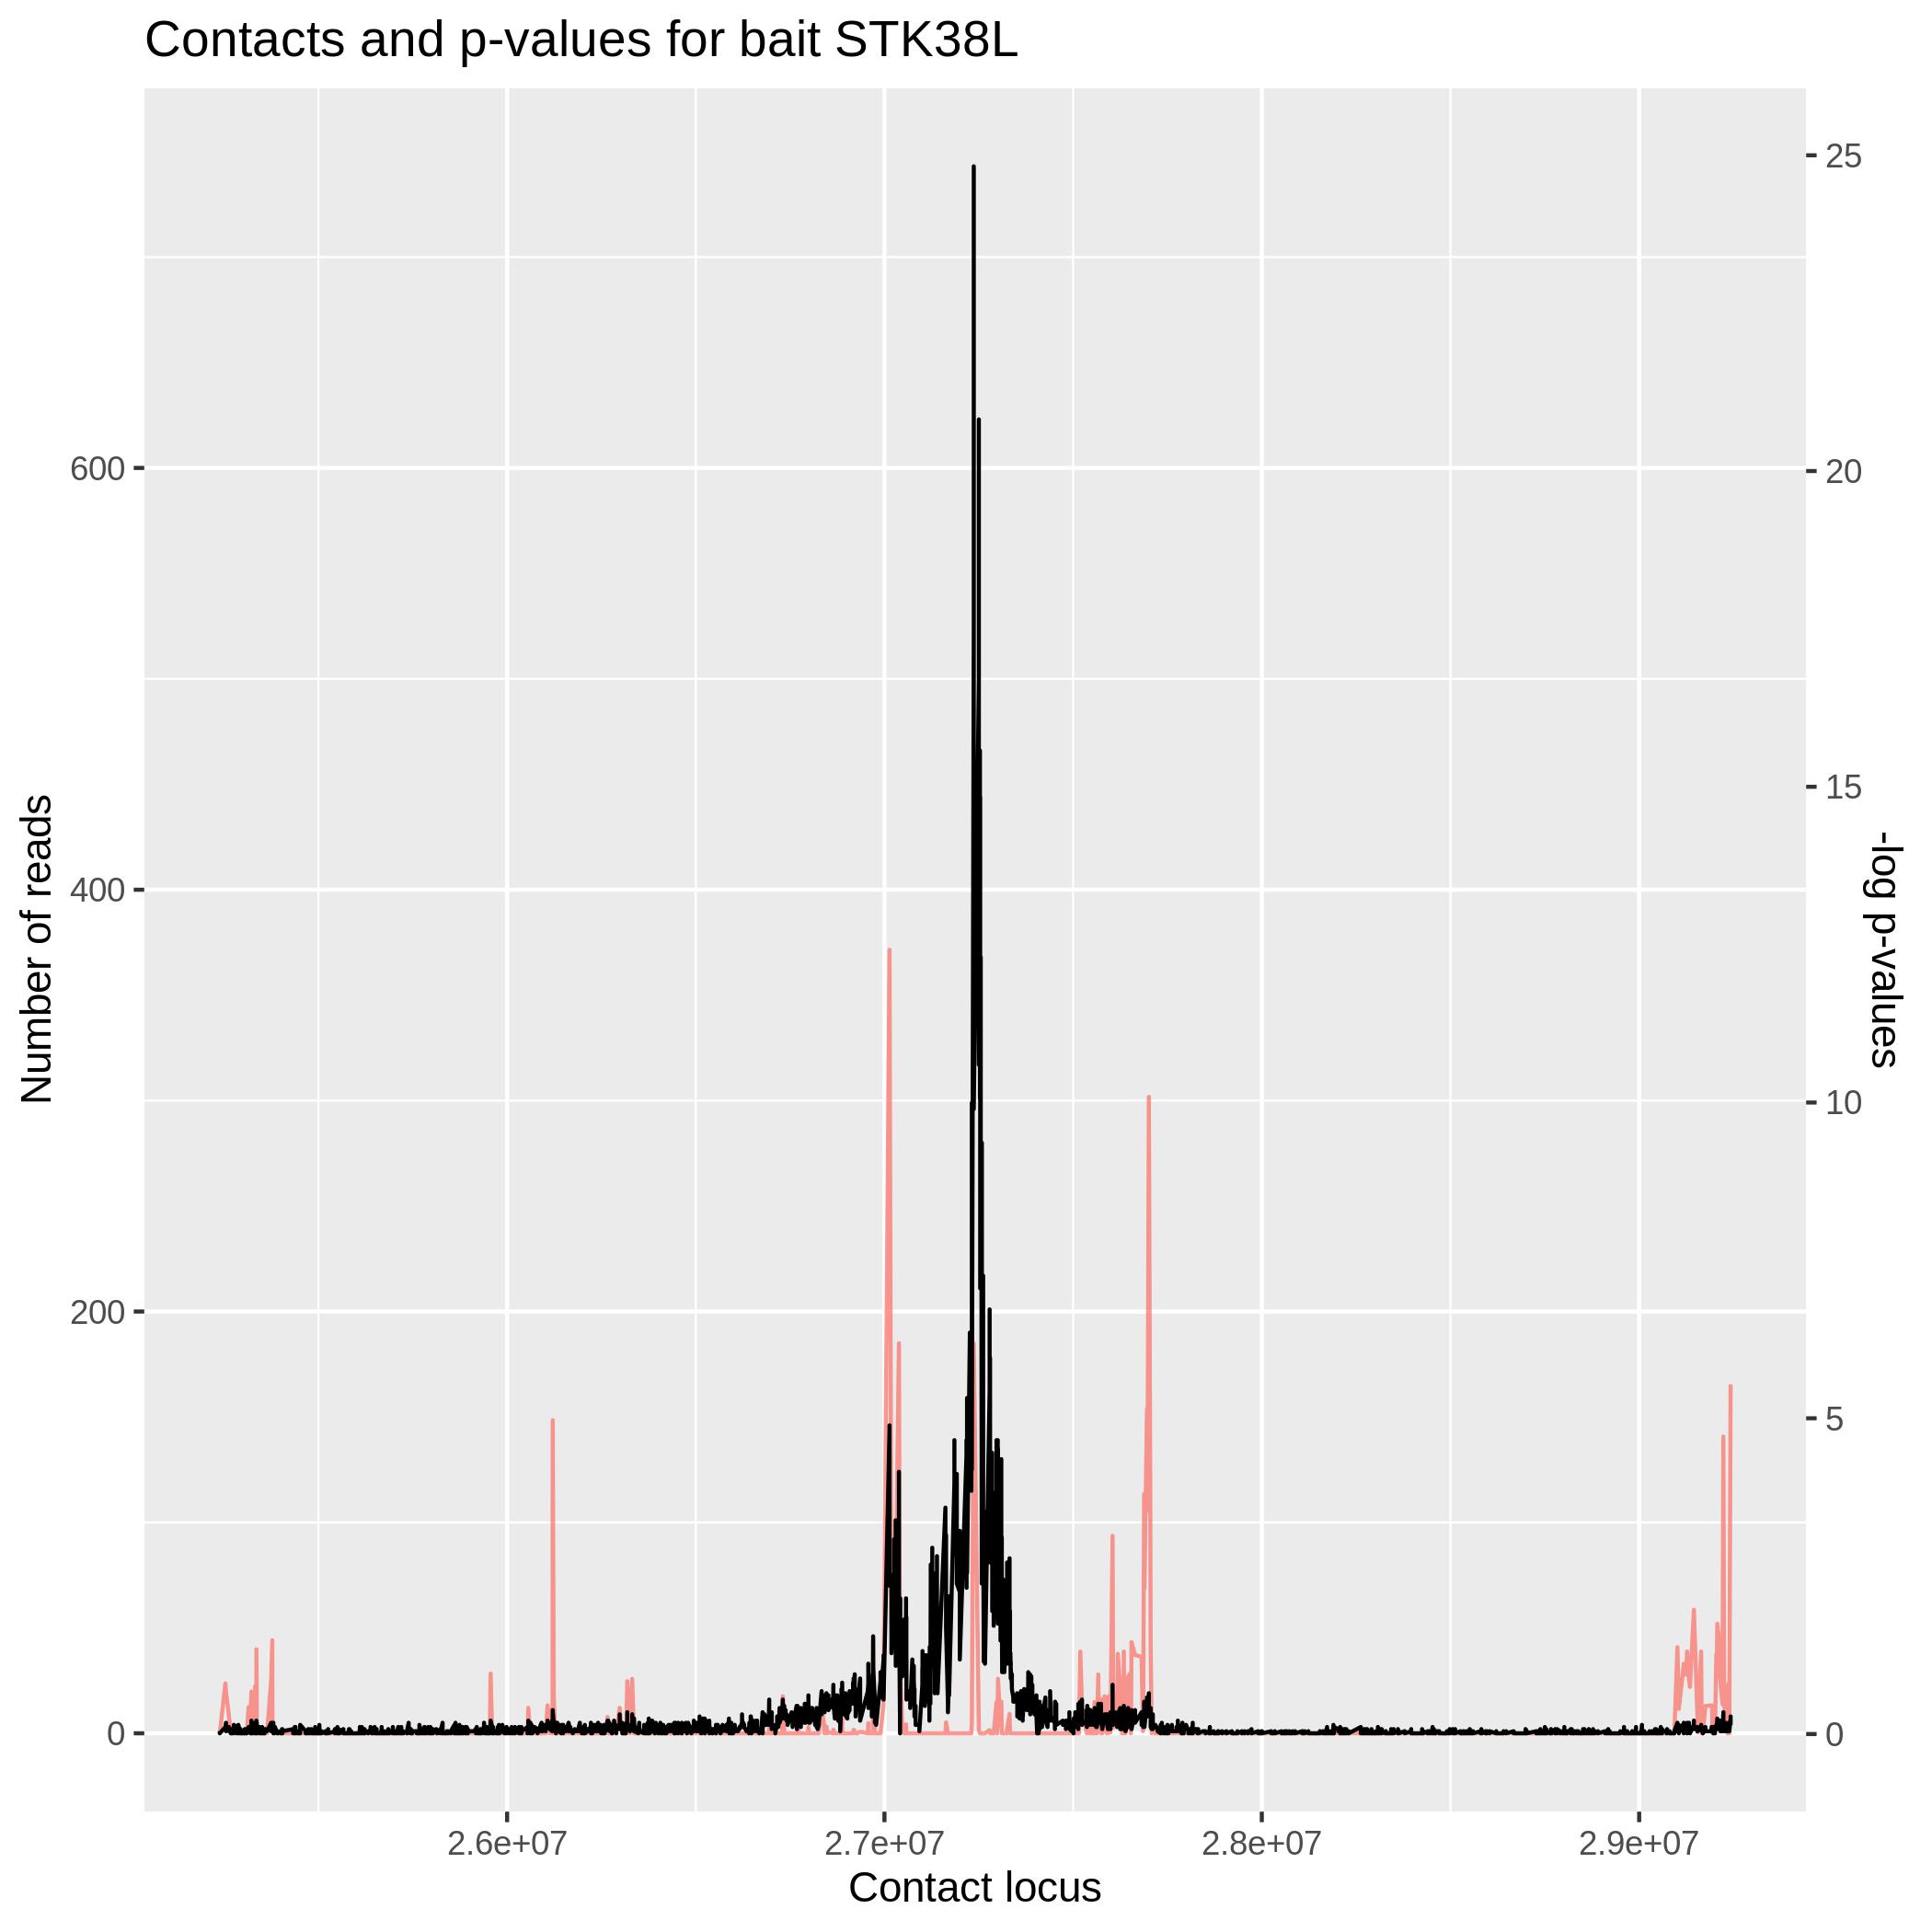 Contacts and p-values for bait STK38L
Number of reads
600
400
200
0
25
20
15
10
5
0
-log p-values
2.6e+07
2.7e+07
2.8e+07
2.9e+07
Contact locus